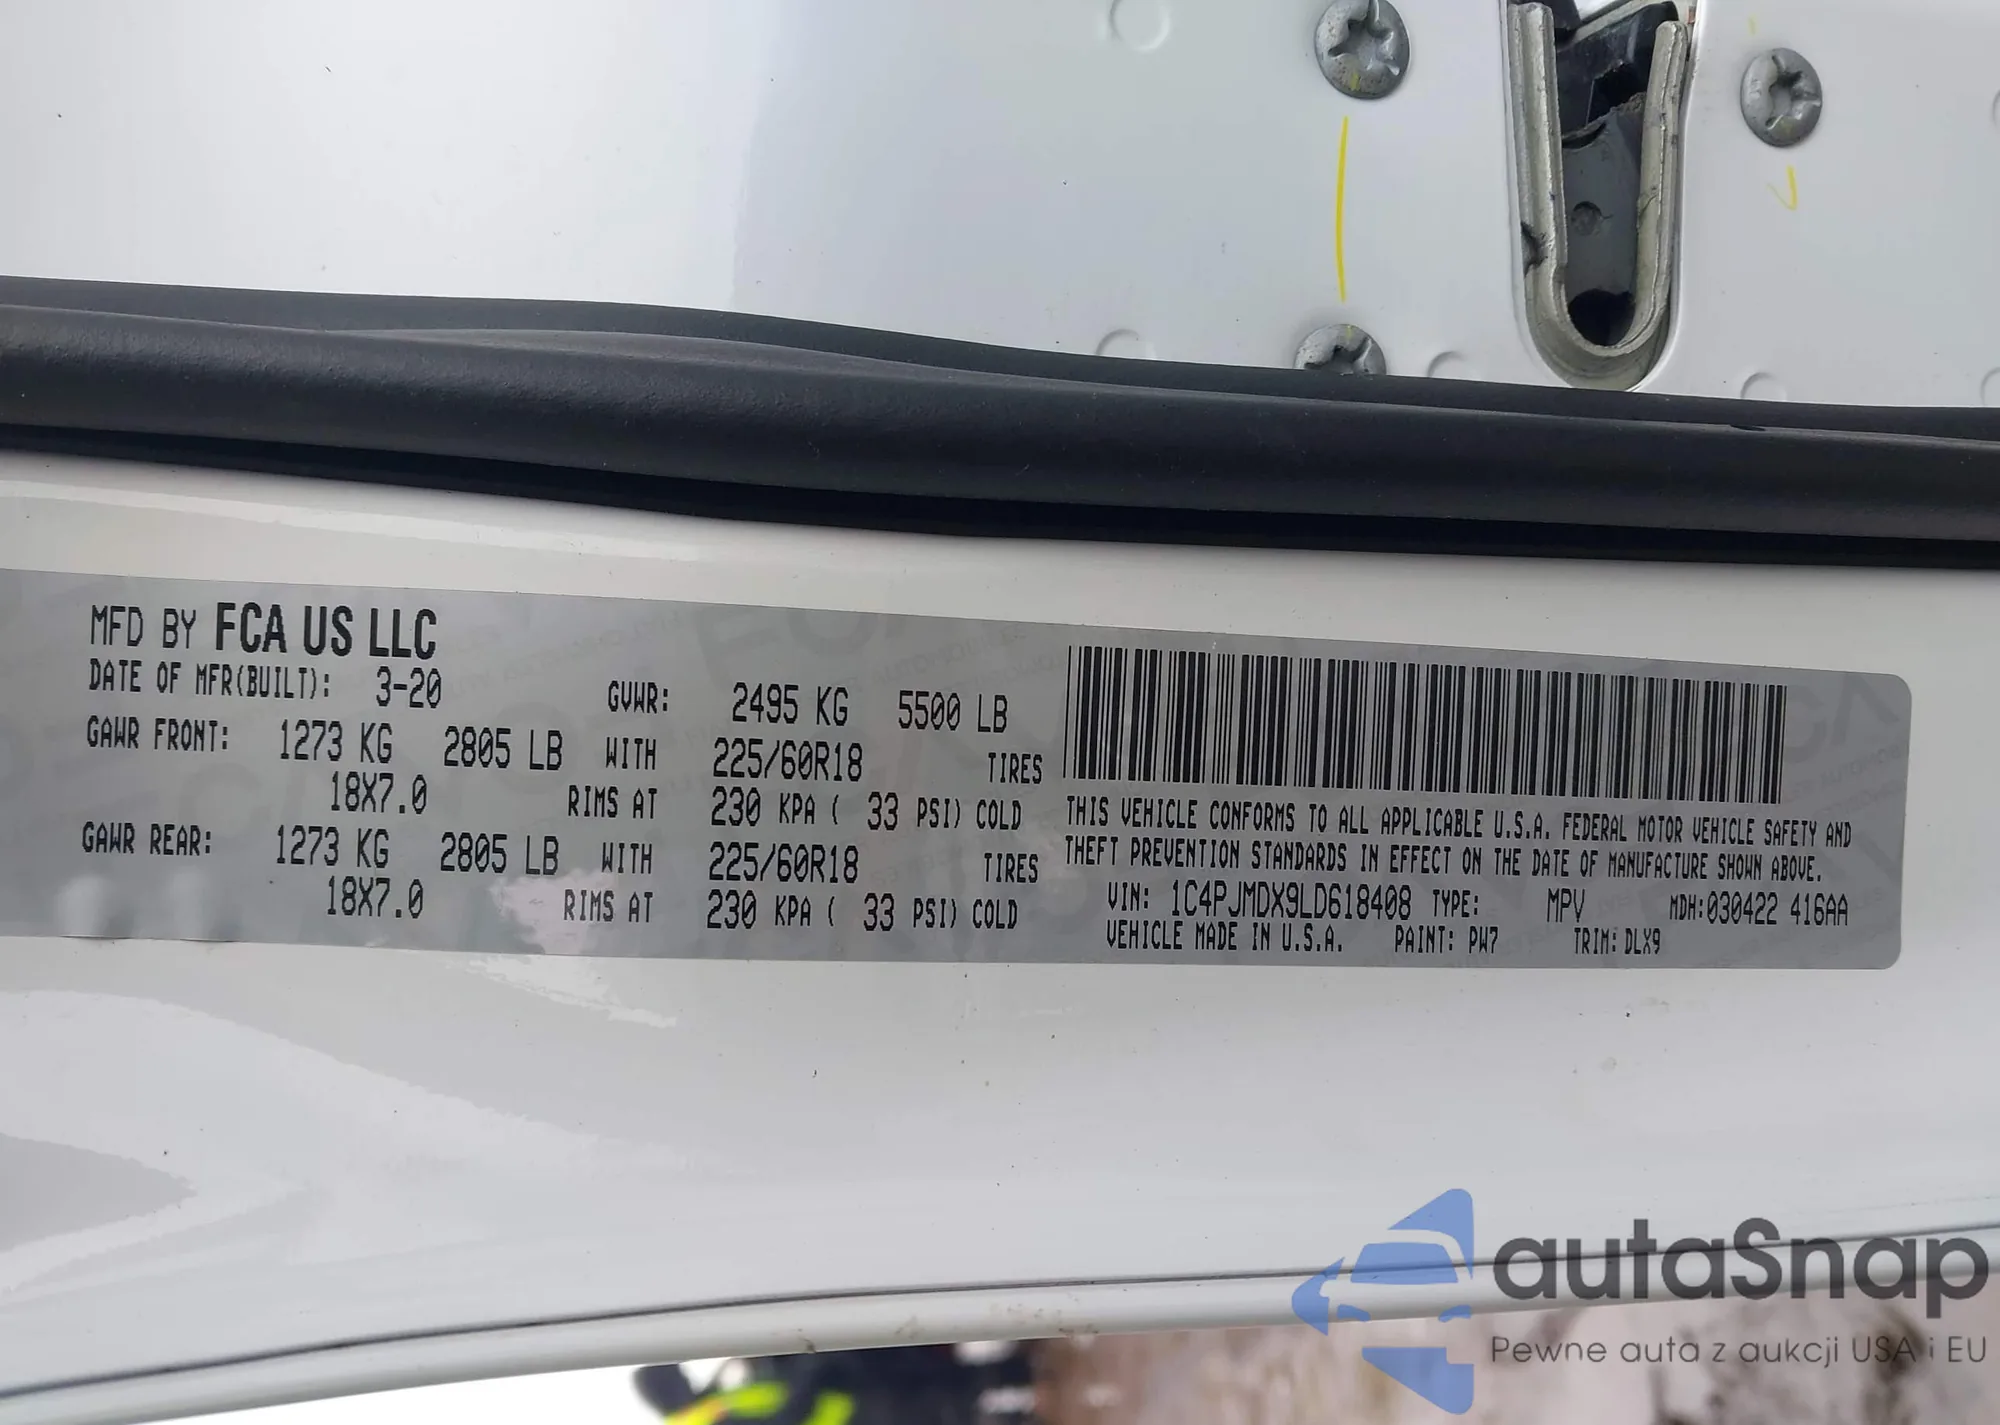 MFD BY FCA US LLC
DATE OF MFR(BUILT): 3-20 GVWR: 2495 KG 5500 LB
GAWR FRONT: 1273 KG 2805 LB WITH 225/60R18 TIRES
18X7.0 RIMS AT 230 KPA ( 33 PSI) COLD
GAWR REAR: 1273 KG 2805 LB WITH 225/60R18 TIRES
18X7.0 RIMS AT 230 KPA ( 33 PSI) COLD
THIS VEHICLE CONFORMS TO ALL APPLICABLE U.S.A. FEDERAL MOTOR VEHICLE SAFETY AND
THEFT PREVENTION STANDARDS IN EFFECT ON THE DATE OF MANUFACTURE SHOWN ABOVE.
VIN: 1C4PJMDX9LD618408 TYPE: MPV MDH:030422 416AA
VEHICLE MADE IN U.S.A. PAINT: PW7 TRIM: DLX9
autaSnap
Pewne auta z aukcji USA i EU